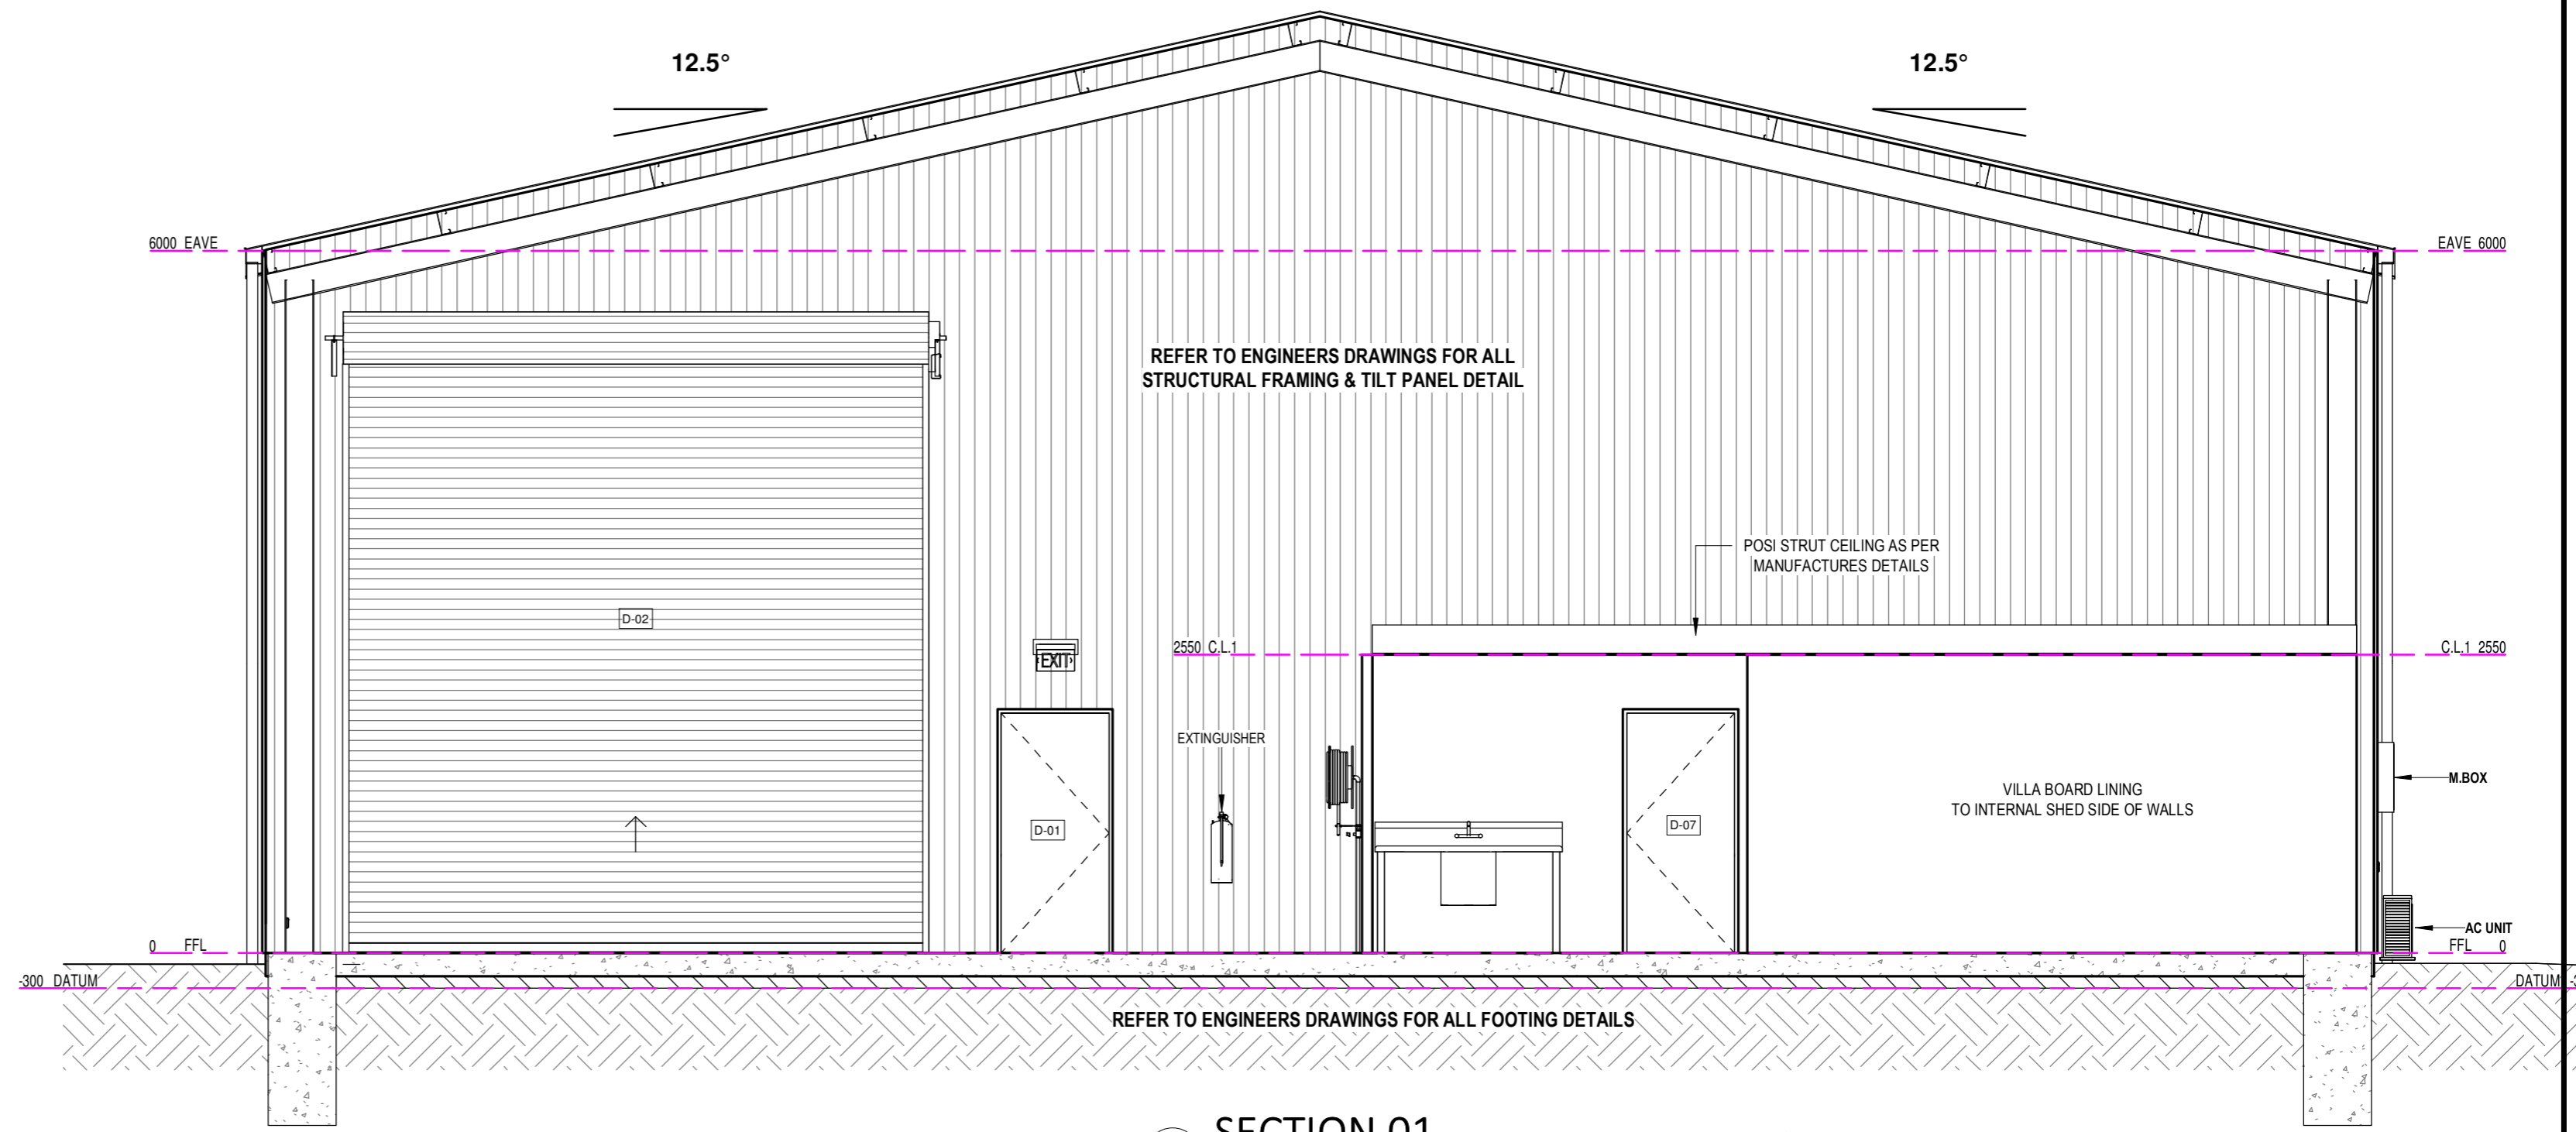 12.5°
12.5°
6000 EAVE
EAVE 6000
REFER TO ENGINEERS DRAWINGS FOR ALL
STRUCTURAL FRAMING & TILT PANEL DETAIL
POSI STRUT CEILING AS PER
MANUFACTURES DETAILS
D-02
EXIT
2550 C.L.1
C.L.1 2550
EXTINGUISHER
M.BOX
VILLA BOARD LINING
TO INTERNAL SHED SIDE OF WALLS
D-01
D-07
AC UNIT
0 FFL
FFL 0
-300 DATUM
DATUM
REFER TO ENGINEERS DRAWINGS FOR ALL FOOTING DETAILS
SECTION 01